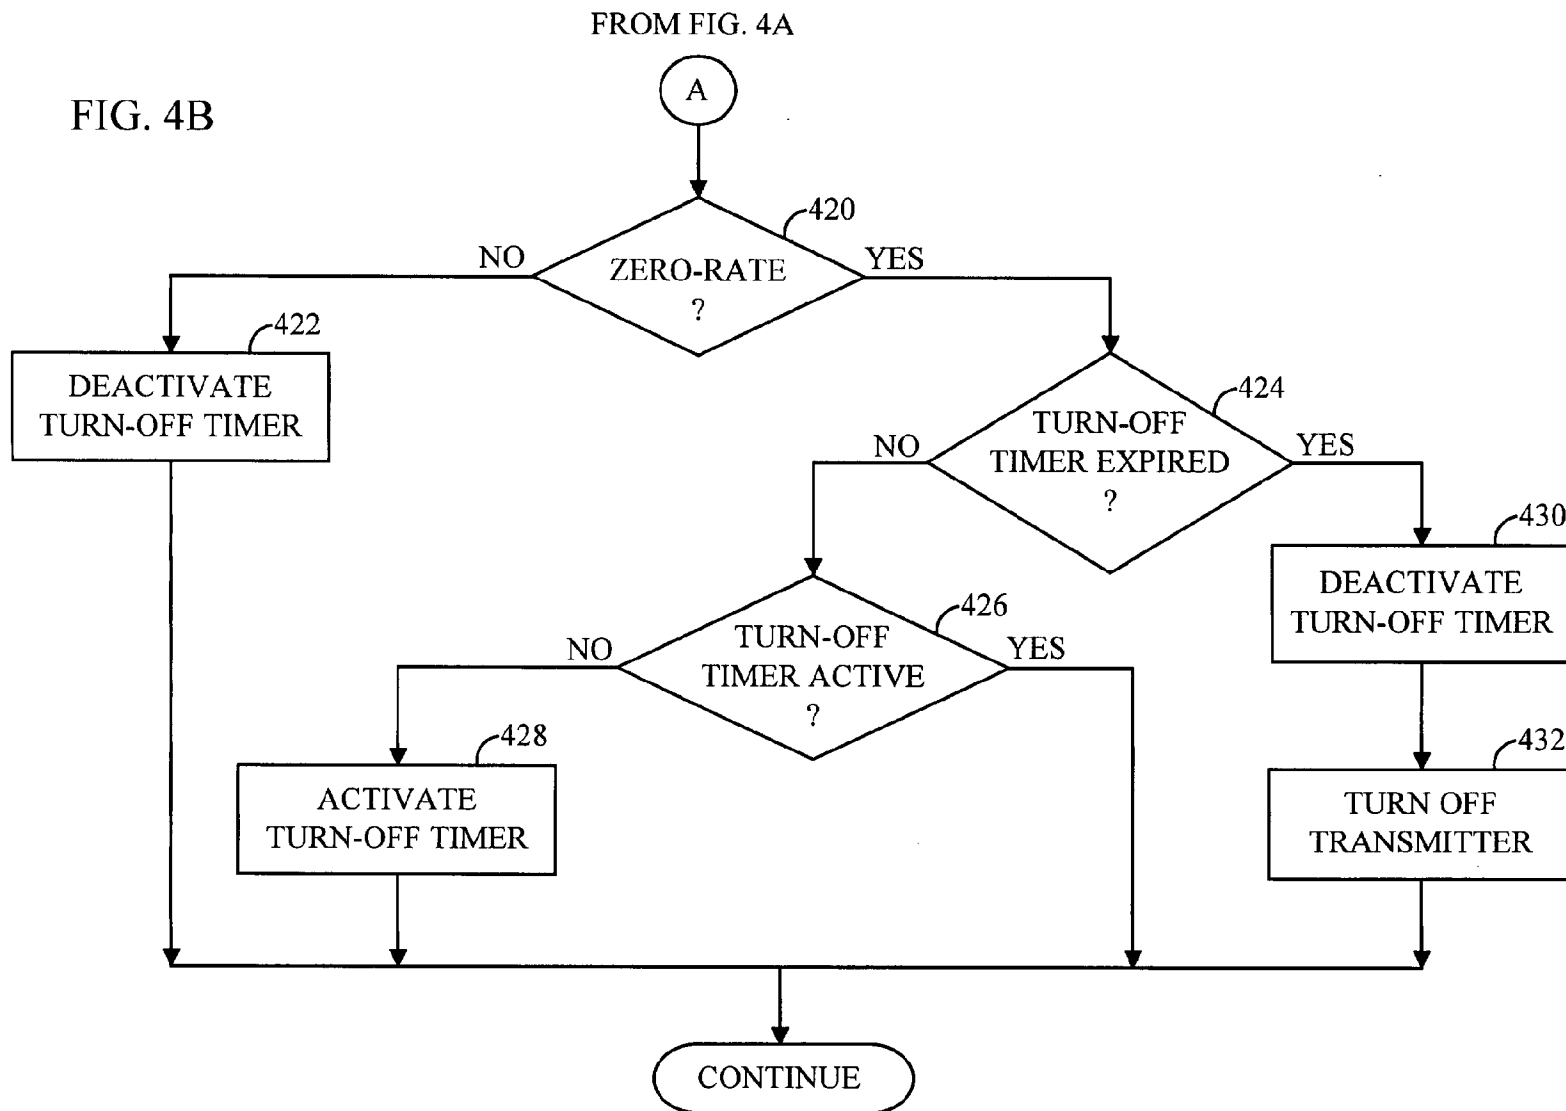 FROM FIG. 4A
A
FIG. 4B
420
NO
YES
ZERO-RATE
?
422
DEACTIVATE
TURN-OFF TIMER
424
NO
YES
TURN-OFF
TIMER EXPIRED
?
430
DEACTIVATE
TURN-OFF TIMER
426
NO
YES
TURN-OFF
TIMER ACTIVE
?
428
ACTIVATE
TURN-OFF TIMER
432
TURN OFF
TRANSMITTER
CONTINUE